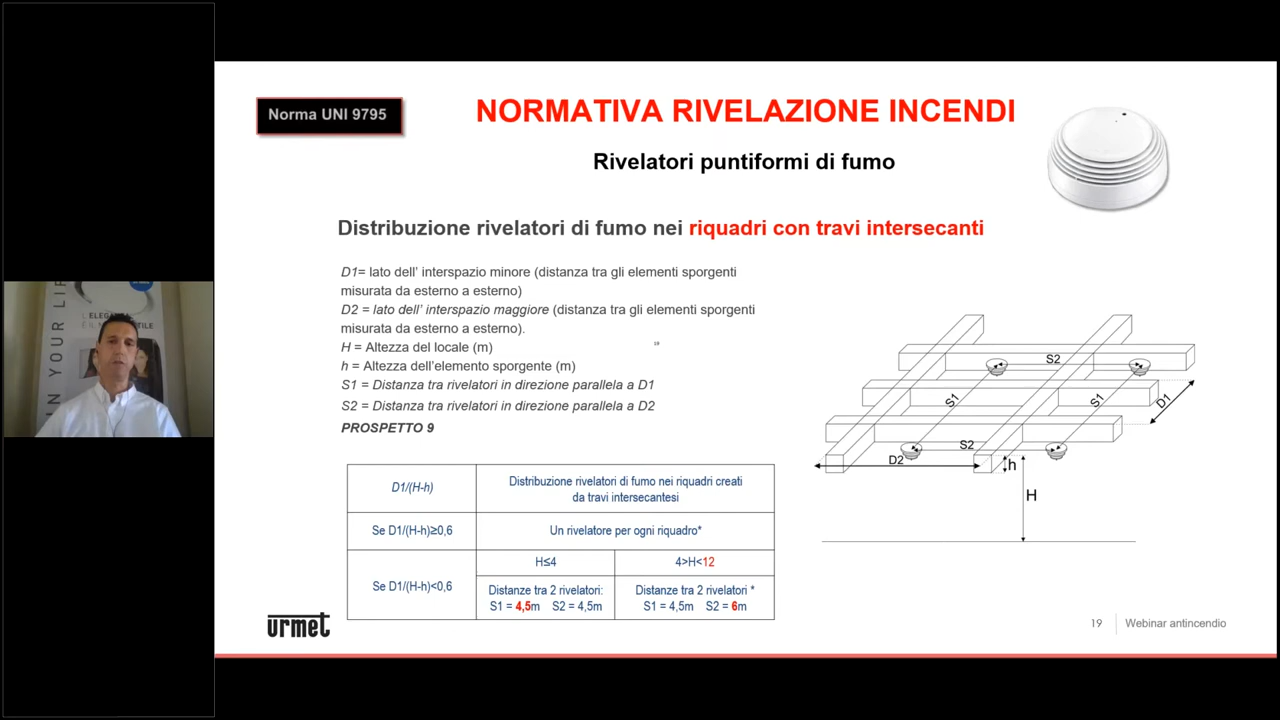 Norma UNI 9795
NORMATIVA RIVELAZIONE INCENDI
Rivelatori puntiformi di fumo
Distribuzione rivelatori di fumo nei riquadri con travi intersecanti
D1= lato dell' interspazio minore (distanza tra gli elementi sporgenti
misurata da esterno a esterno)
D2 = lato dell' interspazio maggiore (distanza tra gli elementi sporgenti
misurata da esterno a esterno).
H = Altezza del locale (m)
h = Altezza dell'elemento sporgente (m)
S1 = Distanza tra rivelatori in direzione parallela a D1
S2 = Distanza tra rivelatori in direzione parallela a D2
PROSPETTO 9
D1/(H-h)
Distribuzione rivelatori di fumo nei riquadri creati
da travi intersecantesi
Se D1/(H-h)≥0,6
Un rivelatore per ogni riquadro*
Se D1/(H-h)<0,6
H≤4
4>H<12
Distanze tra 2 rivelatori:
S1 = 4,5m S2 = 4,5m
Distanze tra 2 rivelatori *
S1 = 4,5m S2 = 6m
S2
S1
S1
D1
S2
D2
h
H
urmet
19
Webinar antincendio
IN YOUR LIF